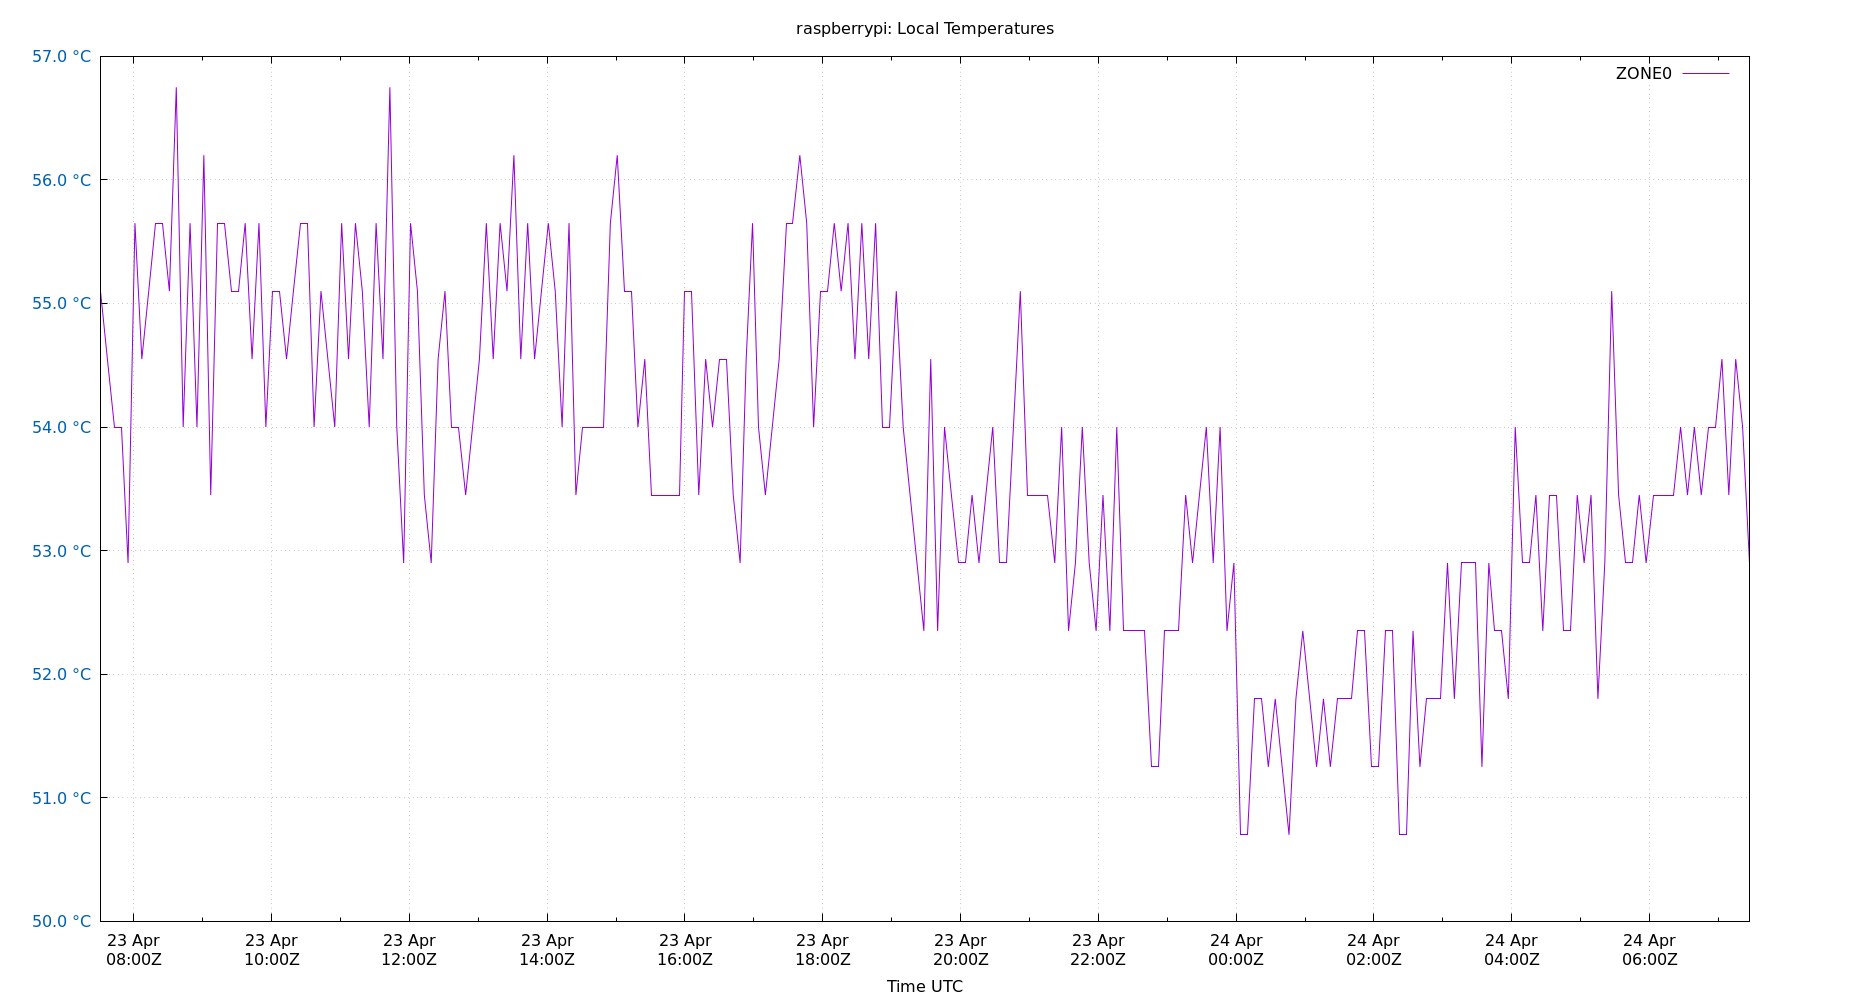 raspberrypi: Local Temperatures
ZONE0
57.0 °C
56.0 °C
55.0 °C
54.0 °C
53.0 °C
52.0 °C
51.0 °C
50.0 °C
23 Apr 23 Apr 23 Apr 23 Apr 23 Apr 23 Apr 23 Apr 23 Apr 24 Apr 24 Apr 24 Apr 24 Apr
08:00Z 10:00Z 12:00Z 14:00Z 16:00Z 18:00Z 20:00Z 22:00Z 00:00Z 02:00Z 04:00Z 06:00Z
Time UTC